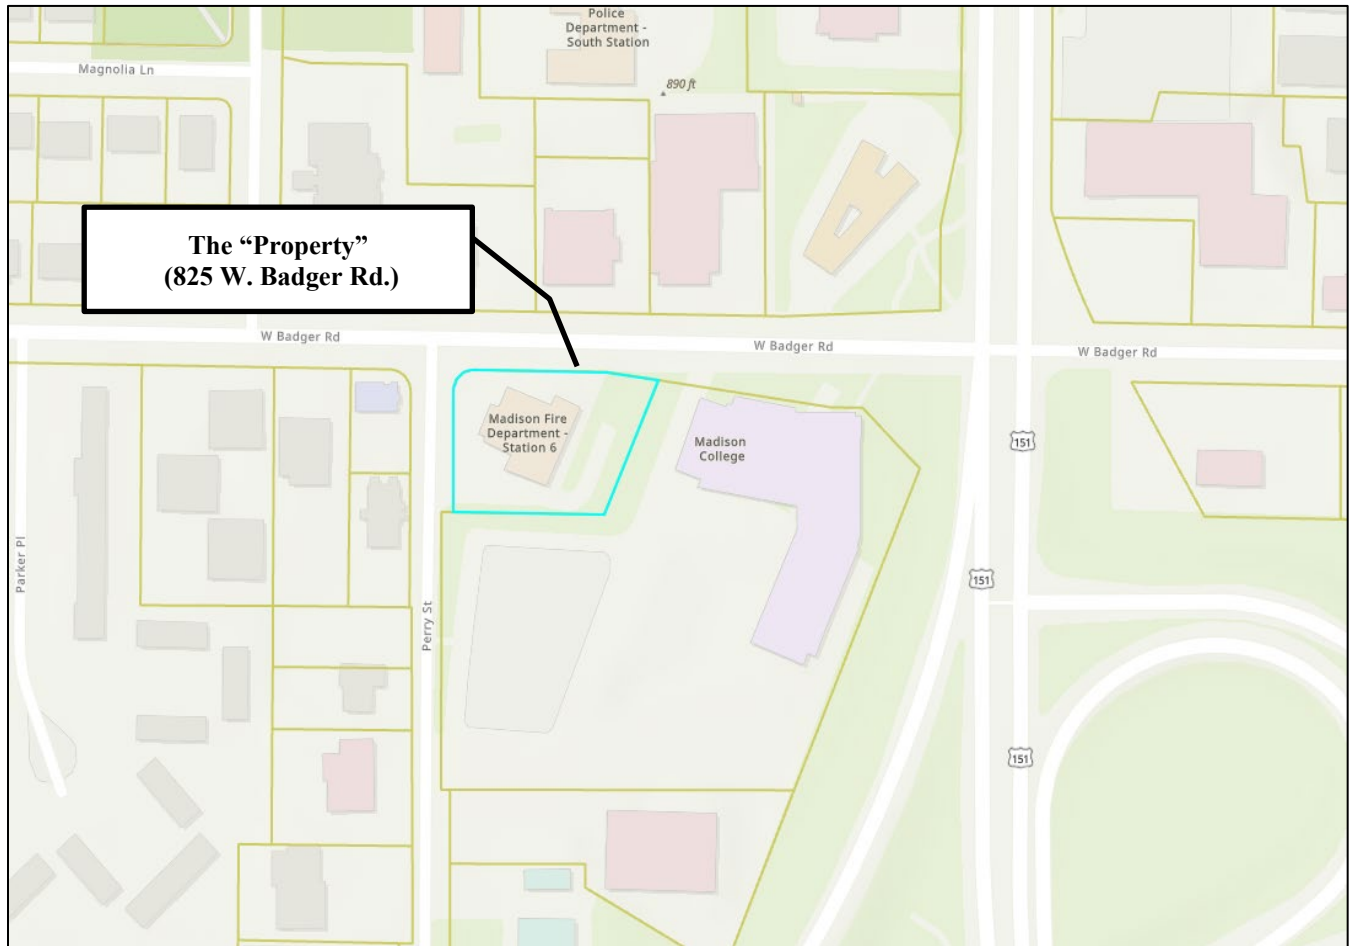 Police
Department -
South Station
Magnolia Ln
890 ft
The “Property”
(825 W. Badger Rd.)
W Badger Rd
W Badger Rd
W Badger Rd
Madison Fire
Department -
Station 6
Madison
College
151
151
151
Parker Pl
Perry St